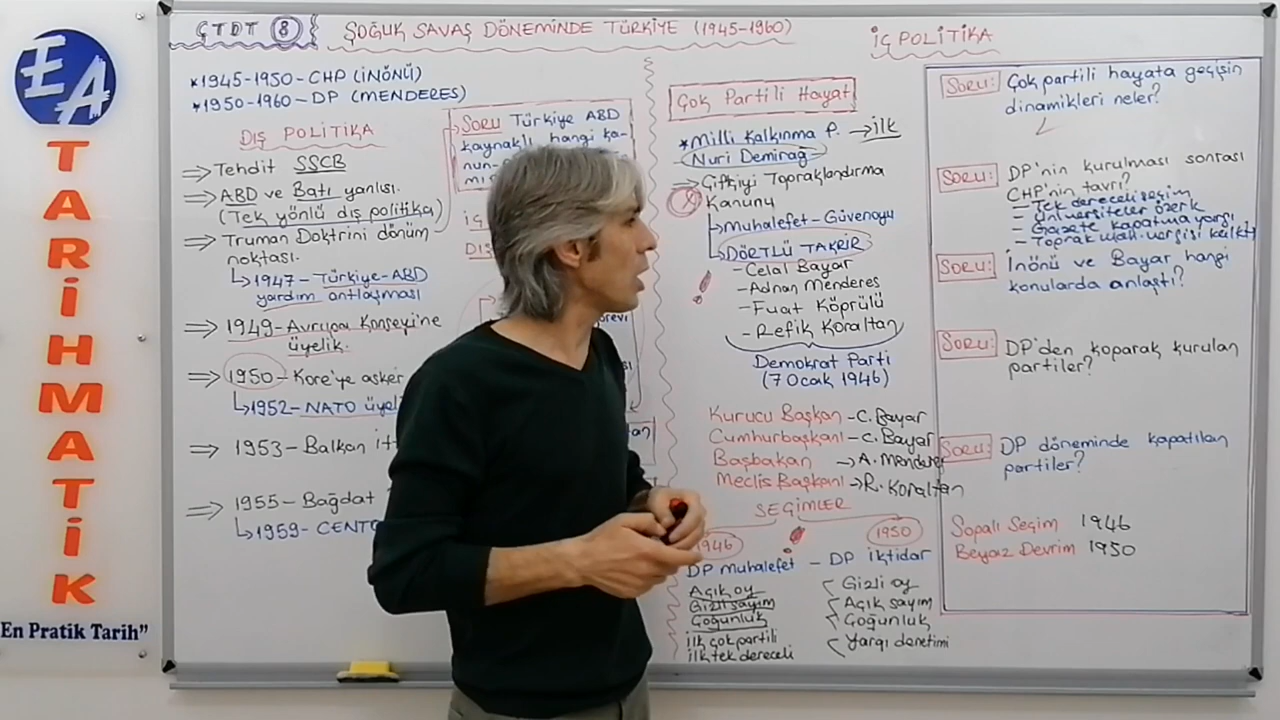 EA
TARİHMATİK
En Pratik Tarih"
ÇTDT 8
SOĞUK SAVAŞ DÖNEMİNDE TÜRKİYE (1945-1960)
*1945-1950-CHP (İNÖNÜ)
*1950-1960-DP (MENDERES)
DIŞ POLİTİKA
⇒Tehdit SSCB
⇒ABD ve Batı yanlısı.
(Tek yönlü dış politika)
⇒Truman Doktrini dönüm
noktası.
↳1947-Türkiye-ABD
yardım antlaşması
⇒1949-Avrupa Konseyi'ne
üyelik.
⇒1950-Kore'ye asker
↳1952-NATO üyeli
⇒1953-Balkan itt
⇒1955-Bağdat
↳1959-CENTO
SORU Türkiye ABD
kaynaklı hangi ka-
nun-
İÇ POLİTİKA
Çok Partili Hayat
*Milli Kalkınma P. →ilk
Nuri Demirağ
⇒Çiftçiyi Topraklandırma
Kanunu
↳Muhalefet-Güvenoyu
↳DÖRTLÜ TAKRİR
-Celal Bayar
-Adnan Menderes
-Fuat Köprülü
-Refik Koraltan
Demokrat Parti
(7 Ocak 1946)
Kurucu Başkan -C. Bayar
Cumhurbaşkanı -C. Bayar
Başbakan →A. Menderes
Meclis Başkanı →R. Koraltan
SEÇİMLER
1946
1950
DP muhalefet - DP iktidar
Açık oy
Gizli sayım
Çoğunluk
ilk çok partili
ilk tek dereceli
Gizli oy
Açık sayım
Çoğunluk
Yargı denetimi
SORU: Çok partili hayata geçişin
dinamikleri neler?
SORU: DP'nin kurulması sonrası
CHP'nin tavrı?
- Tek dereceli seçim
- Üniversiteler özerk
- Gazete kapatma yargı
- Toprak mah. vergisi kalktı
SORU: İnönü ve Bayar hangi
konularda anlaştı?
SORU: DP'den koparak kurulan
partiler?
SORU: DP döneminde kapatılan
partiler?
Sopalı Seçim 1946
Beyaz Devrim 1950